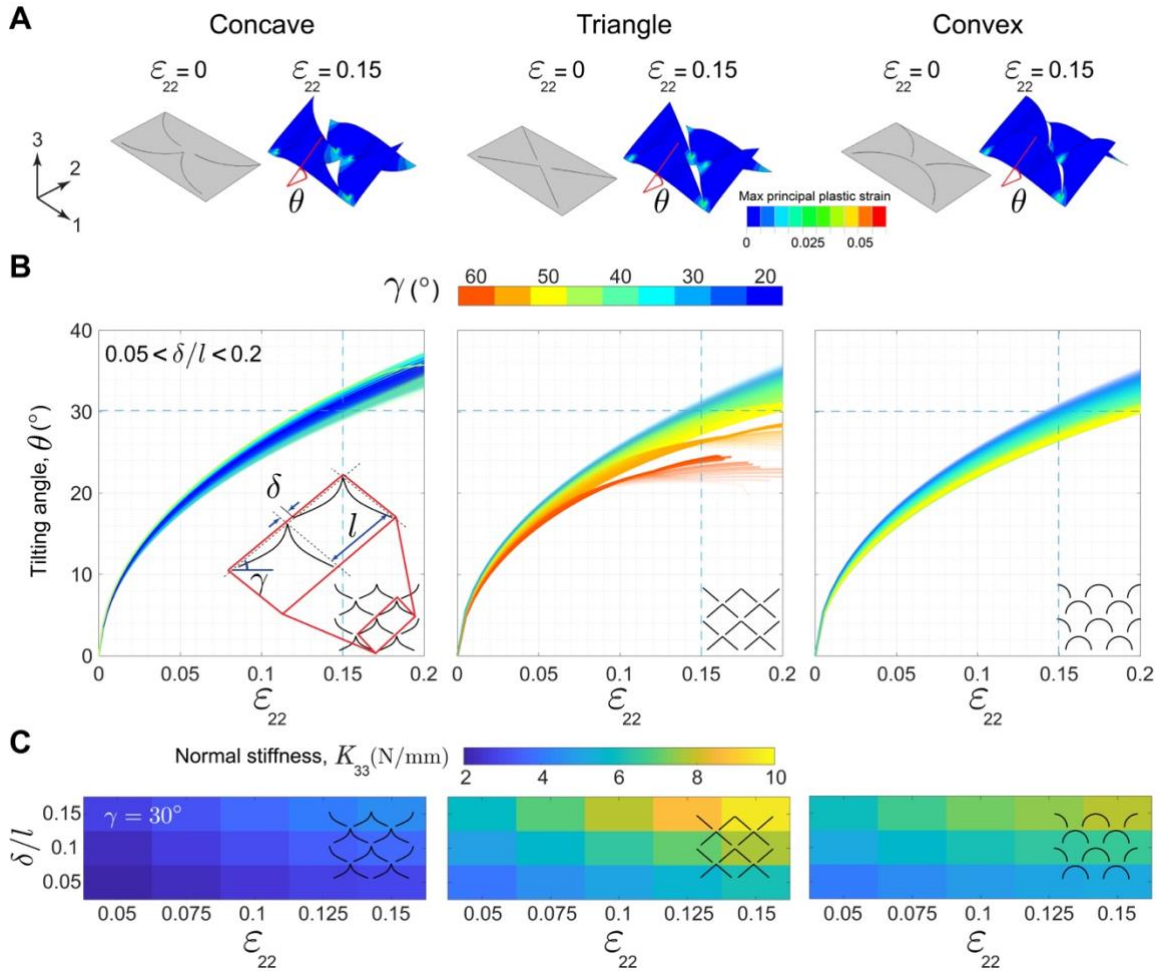 A
Concave
Triangle
Convex
ε22 = 0
ε22 = 0.15
ε22 = 0
ε22 = 0.15
ε22 = 0
ε22 = 0.15
3
2
1
θ
θ
θ
Max principal plastic strain
0 0.025 0.05
B
γ (°)
60 50 40 30 20
0.05 < δ/l < 0.2
Tilting angle, θ (°)
40
30
20
10
0
δ
l
γ
0.05 0.1 0.15 0.2
0 0.05 0.1 0.15 0.2
0 0.05 0.1 0.15 0.2
ε22
ε22
ε22
C
Normal stiffness, K33 (N/mm)
2 4 6 8 10
δ/l
0.15
0.1
0.05
γ = 30°
0.05 0.075 0.1 0.125 0.15
0.05 0.075 0.1 0.125 0.15
0.05 0.075 0.1 0.125 0.15
ε22
ε22
ε22